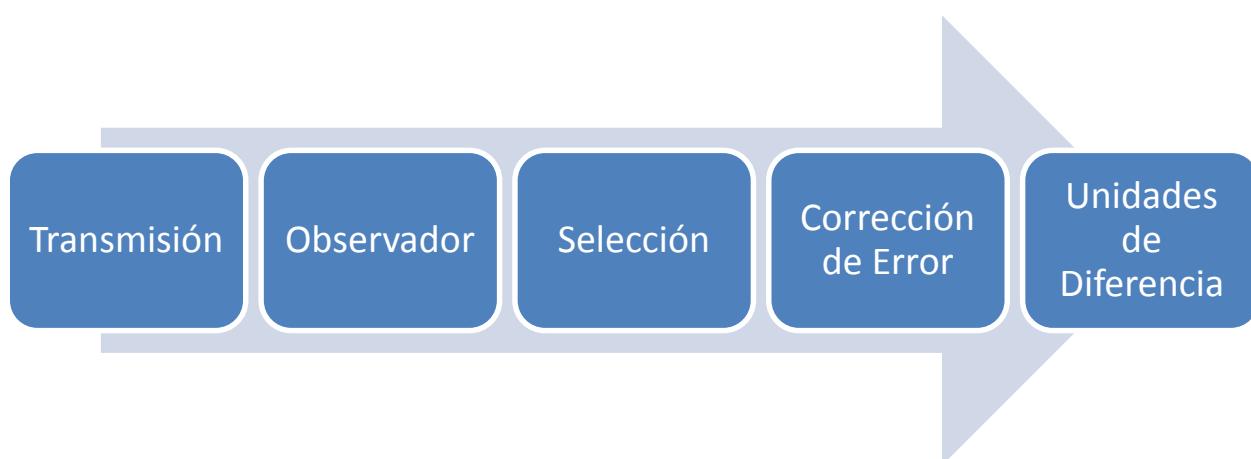 Transmisión
Observador
Selección
Corrección
de Error
Unidades
de
Diferencia